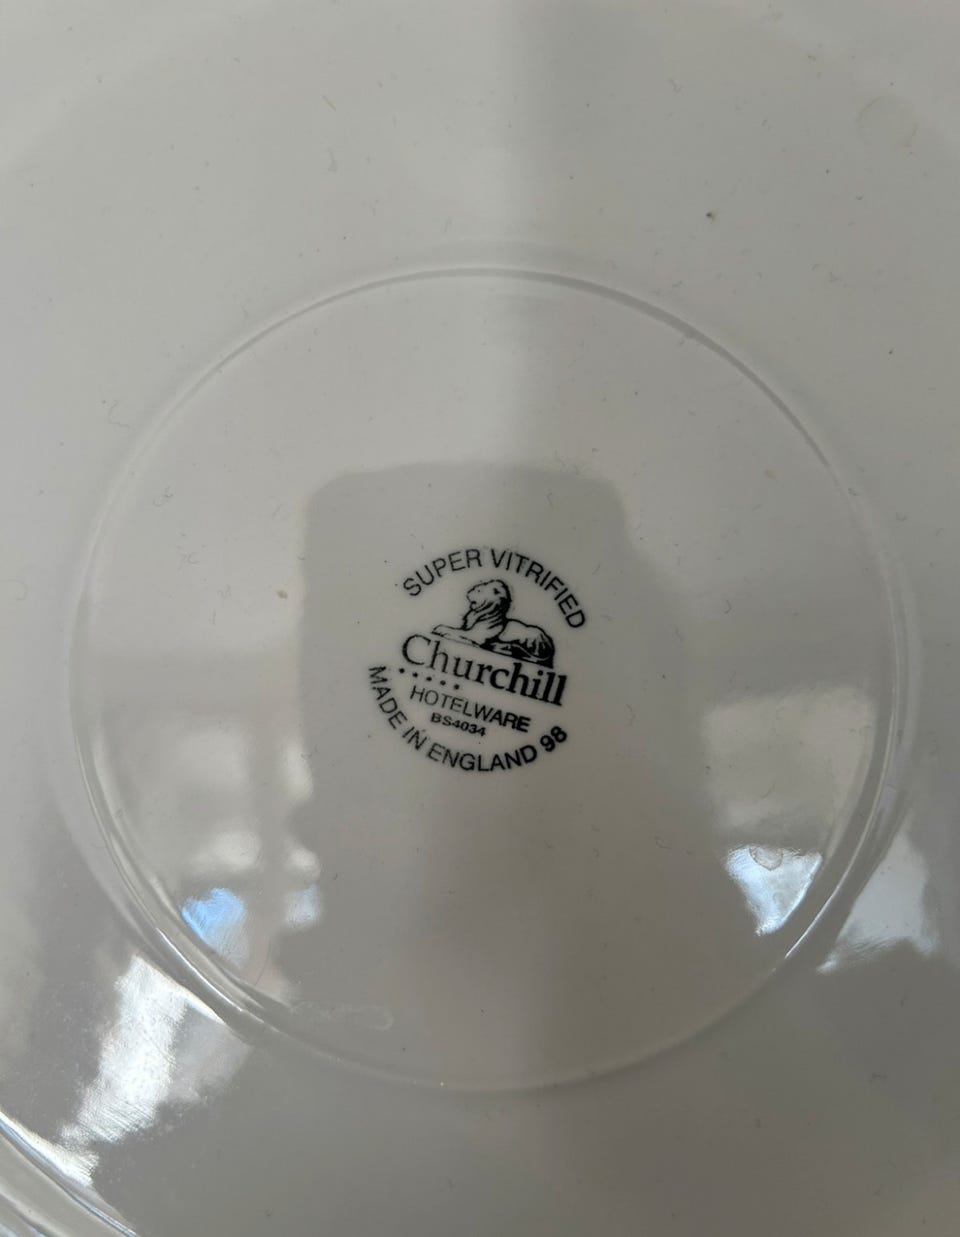 SUPER VITRIFIED
Churchill
HOTELWARE
BS4034
MADE IN ENGLAND 98